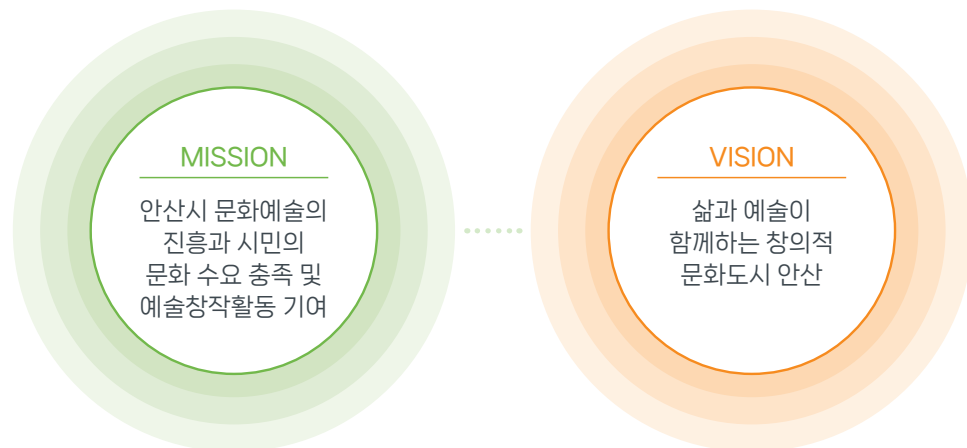 MISSION
안산시 문화예술의
진흥과 시민의
문화 수요 충족 및
예술창작활동 기여
VISION
삶과 예술이
함께하는 창의적
문화도시 안산